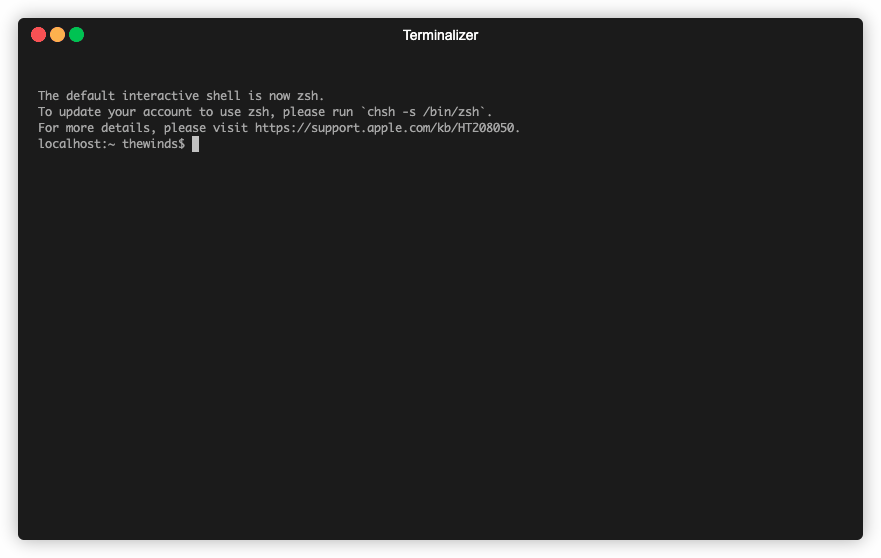 Terminalizer
The default interactive shell is now zsh.
To update your account to use zsh, please run `chsh -s /bin/zsh`.
For more details, please visit https://support.apple.com/kb/HT208050.
localhost:~ thewinds$